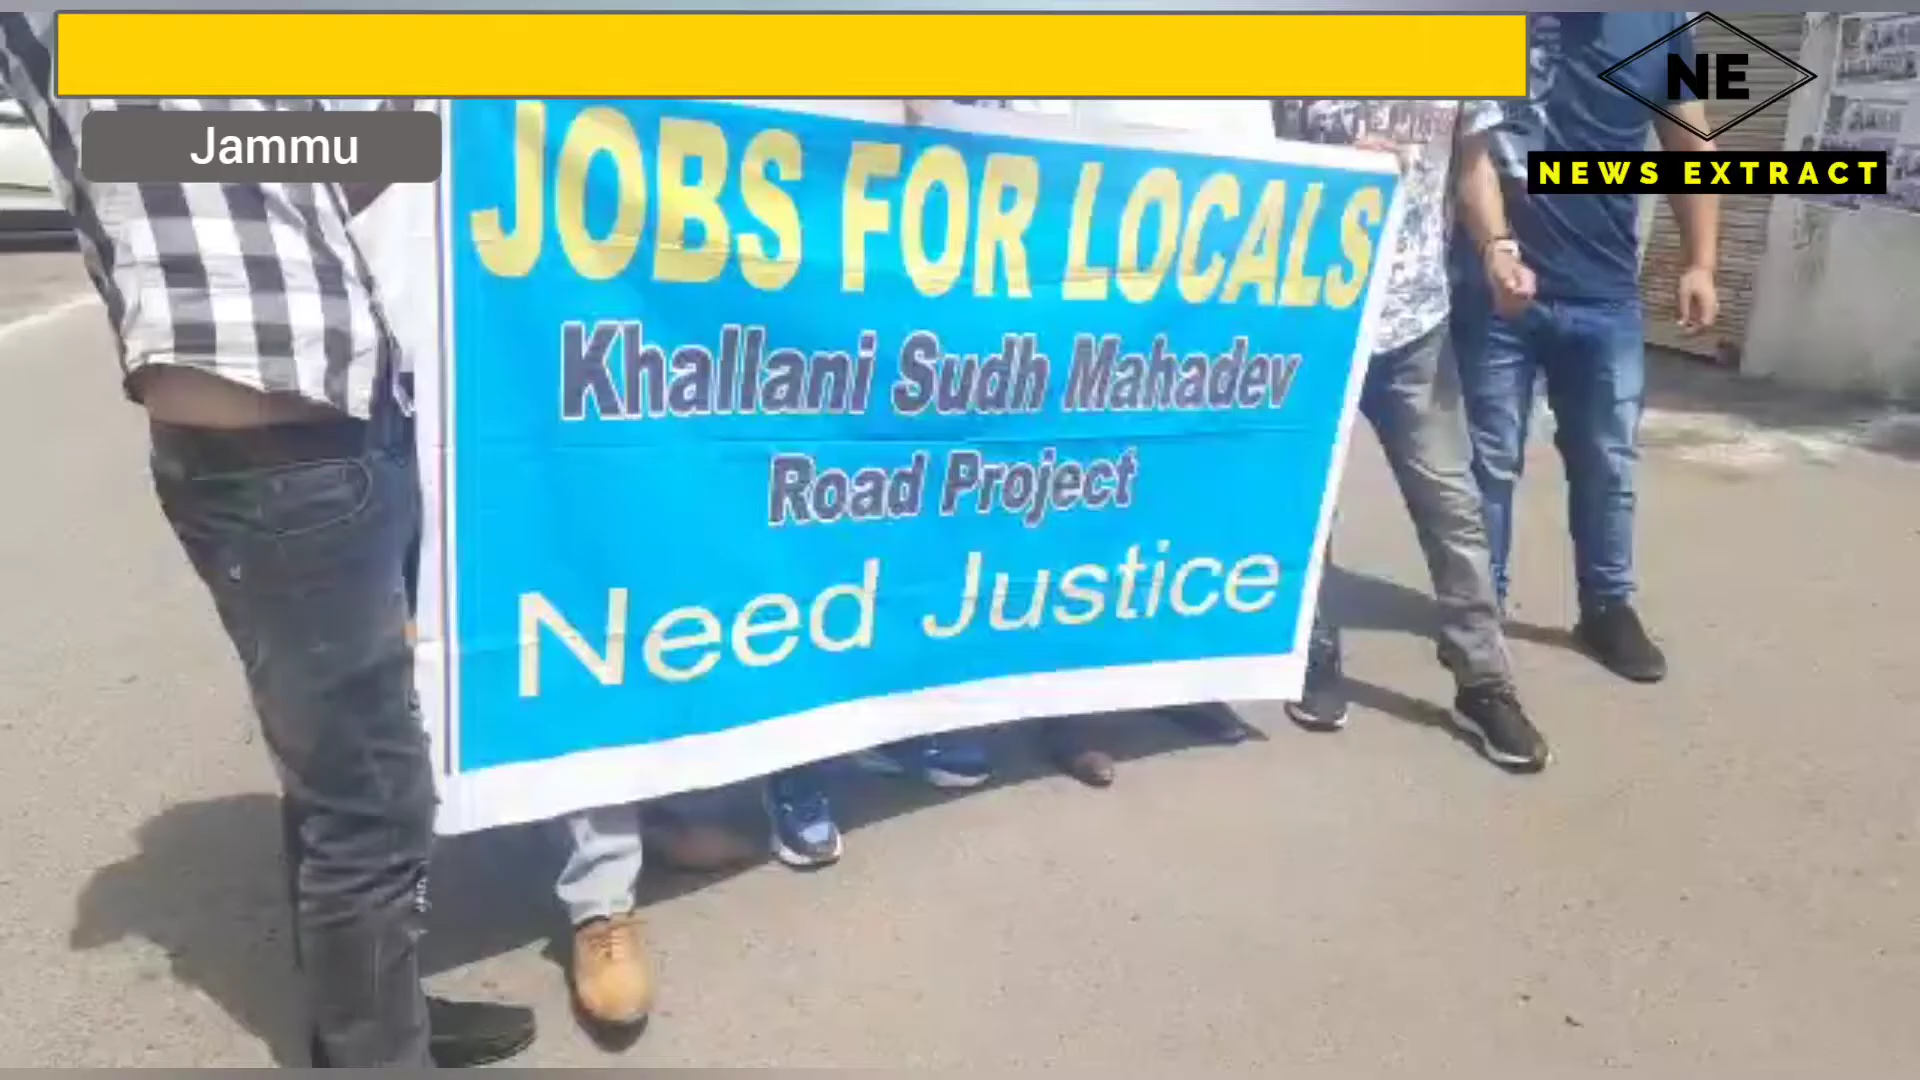 NE
NEWS EXTRACT
Jammu
JOBS FOR LOCALS
Khallani Sudh Mahadev
Road Project
Need Justice